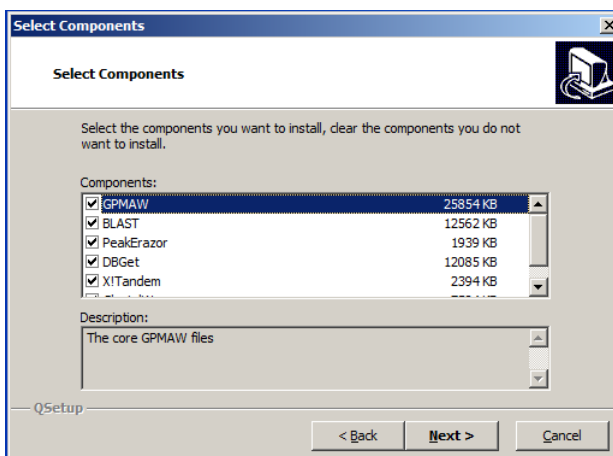 Select Components
Select Components
Select the components you want to install, clear the components you do not
want to install.
Components:
GPMAW 25854 KB
BLAST 12562 KB
PeakErazor 1939 KB
DBGet 12085 KB
X!Tandem 2394 KB
Description:
The core GPMAW files
QSetup
< Back Next > Cancel